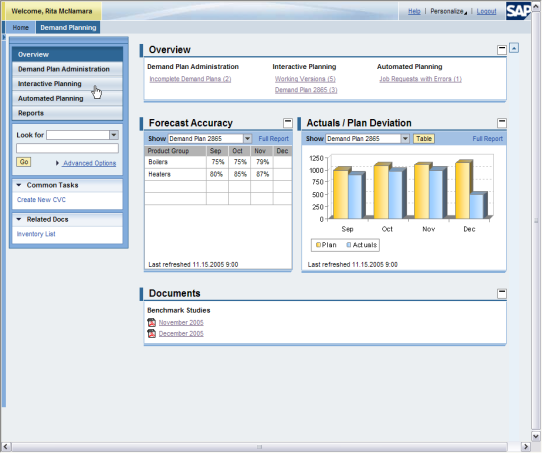 Welcome, Rita McNamara
Help | Personalize | Logout
SAP
Home Demand Planning
Overview
Demand Plan Administration
Interactive Planning
Automated Planning
Reports
Look for
Go Advanced Options
Common Tasks
Create New CVC
Related Docs
Inventory List
Overview
Demand Plan Administration Interactive Planning Automated Planning
Incomplete Demand Plans (2) Working Versions (5) Job Requests with Errors (1)
Demand Plan 2865 (3)
Forecast Accuracy
Show Demand Plan 2865 Full Report
Product Group Sep Oct Nov Dec
Boilers 75% 75% 79%
Heaters 80% 85% 87%
Last refreshed 11.15.2005 9:00
Actuals / Plan Deviation
Show Demand Plan 2865 Table Full Report
1250
1000
750
500
250
0
Sep Oct Nov Dec
Plan Actuals
Last refreshed 11.15.2005 9:00
Documents
Benchmark Studies
November 2005
December 2005